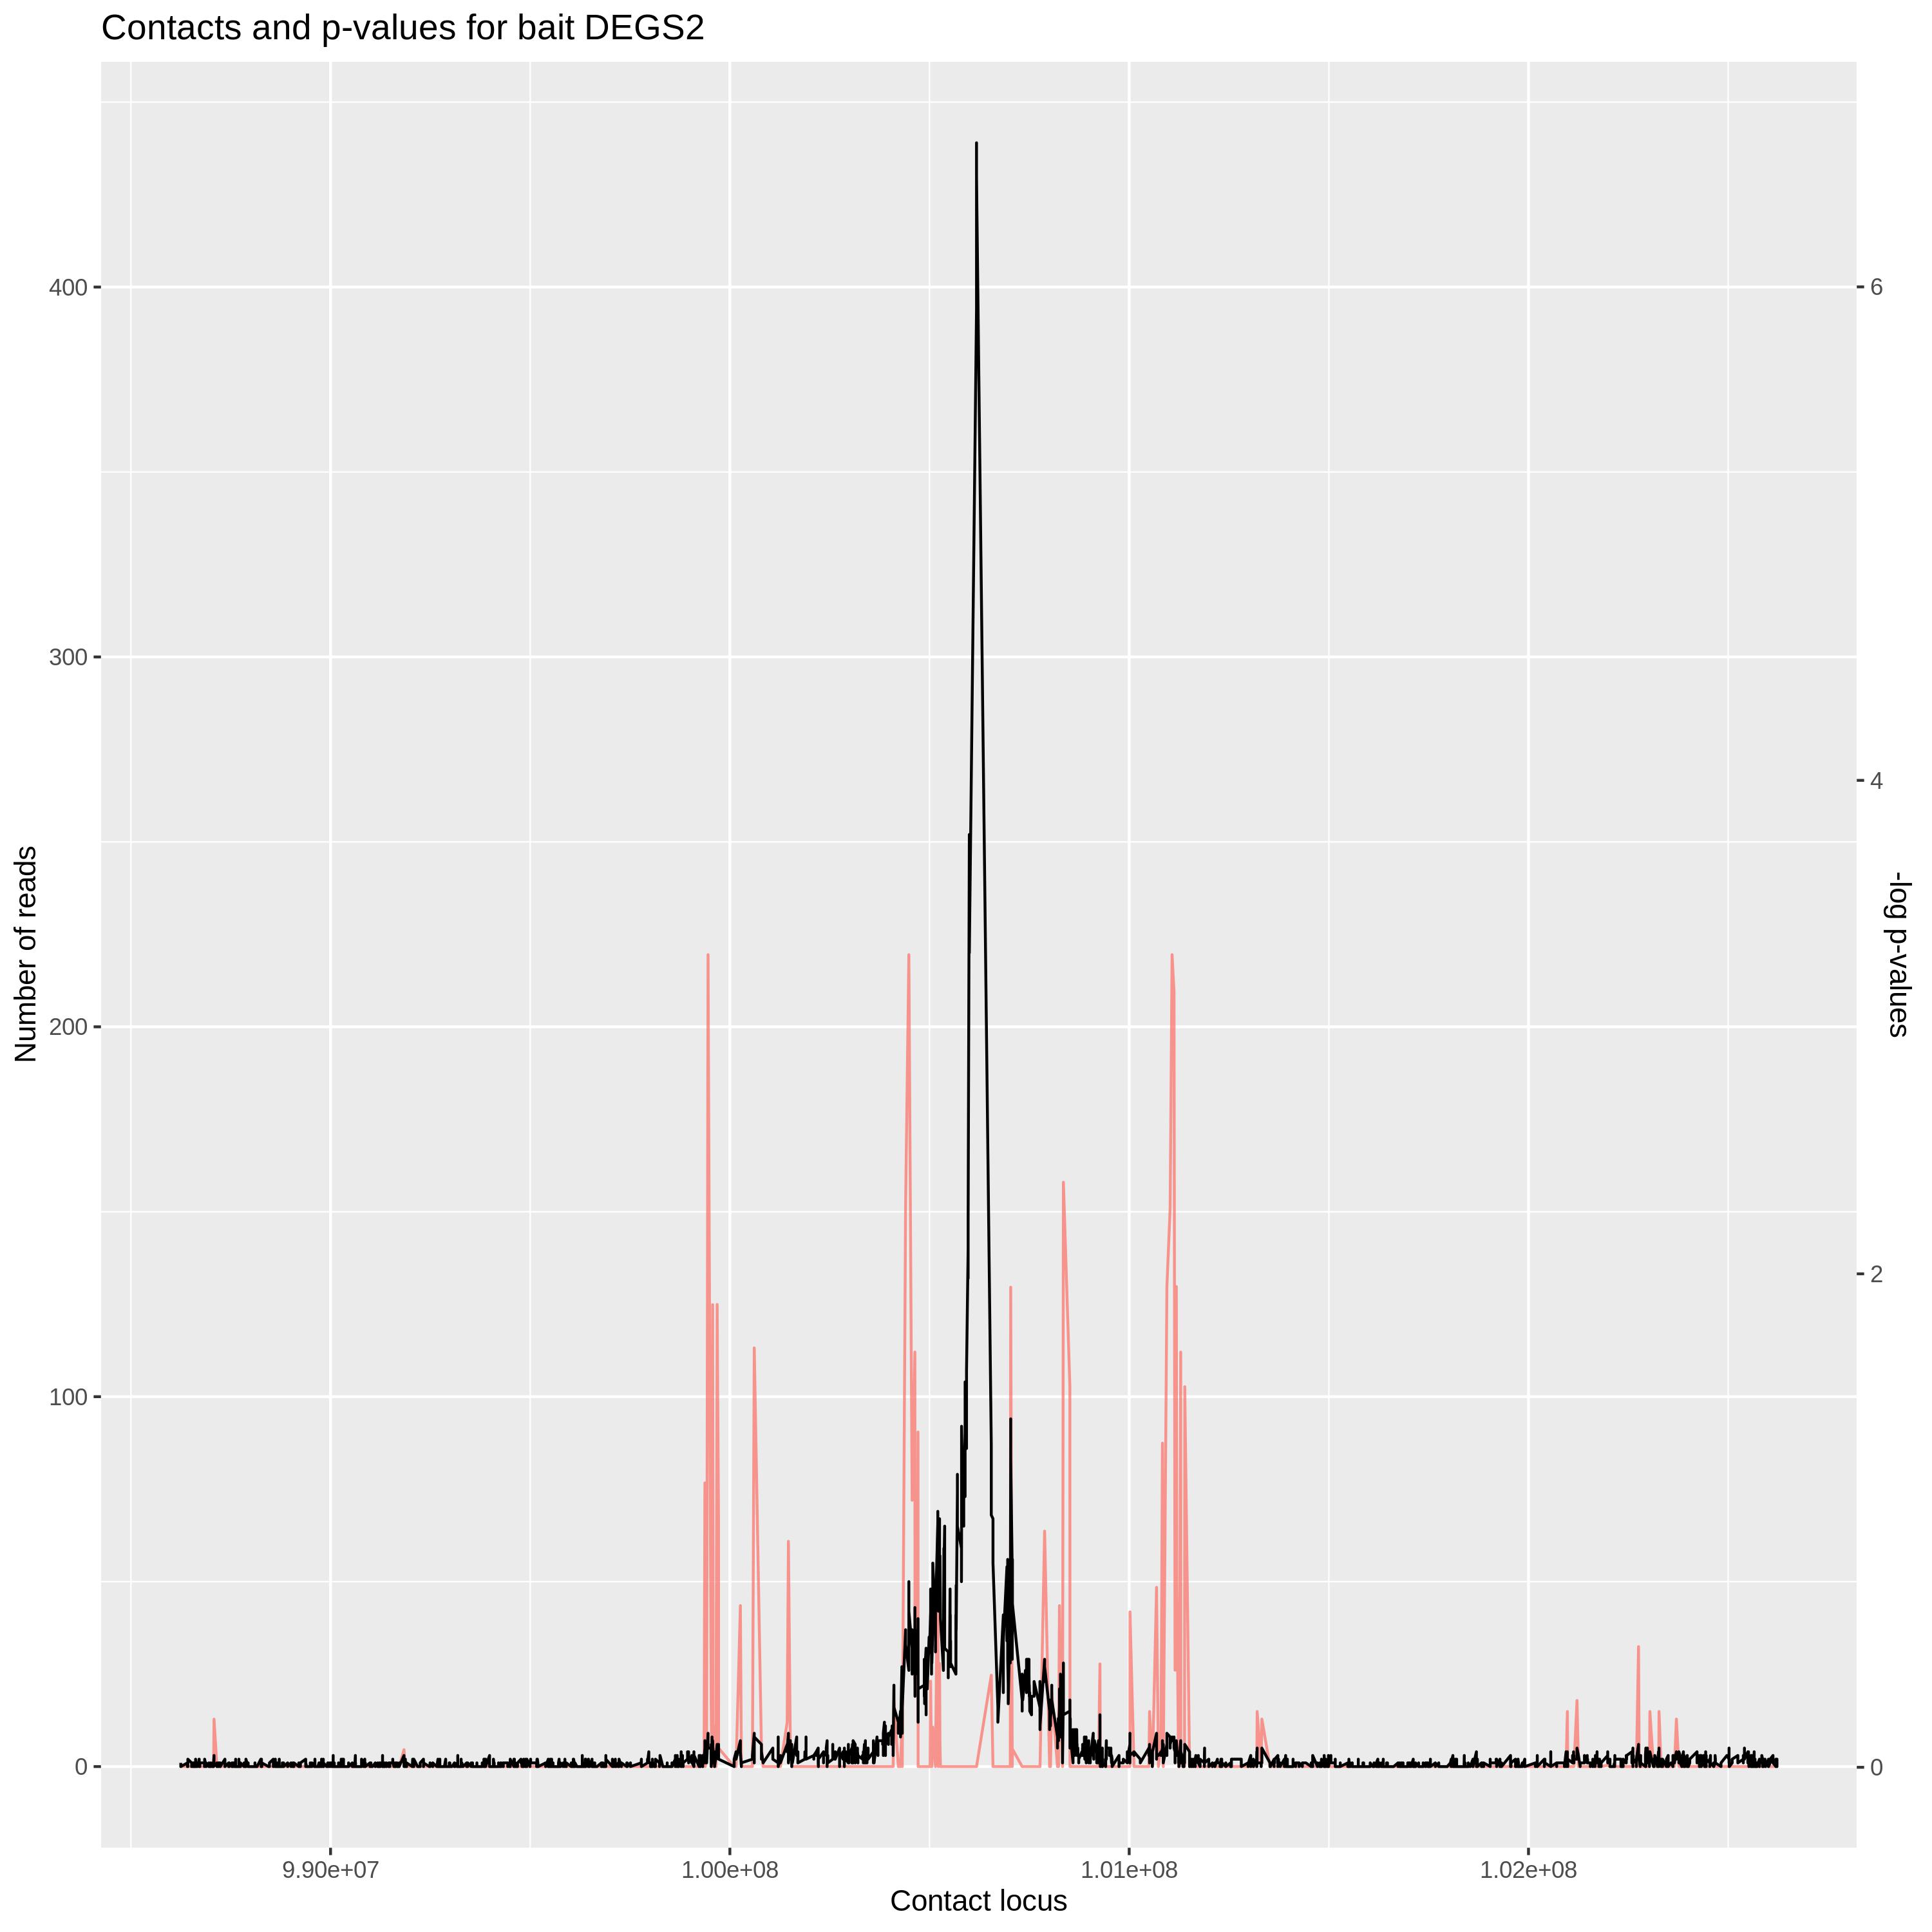 Contacts and p-values for bait DEGS2
400
300
200
100
0
Number of reads
6
4
2
0
-log p-values
9.90e+07
1.00e+08
1.01e+08
1.02e+08
Contact locus